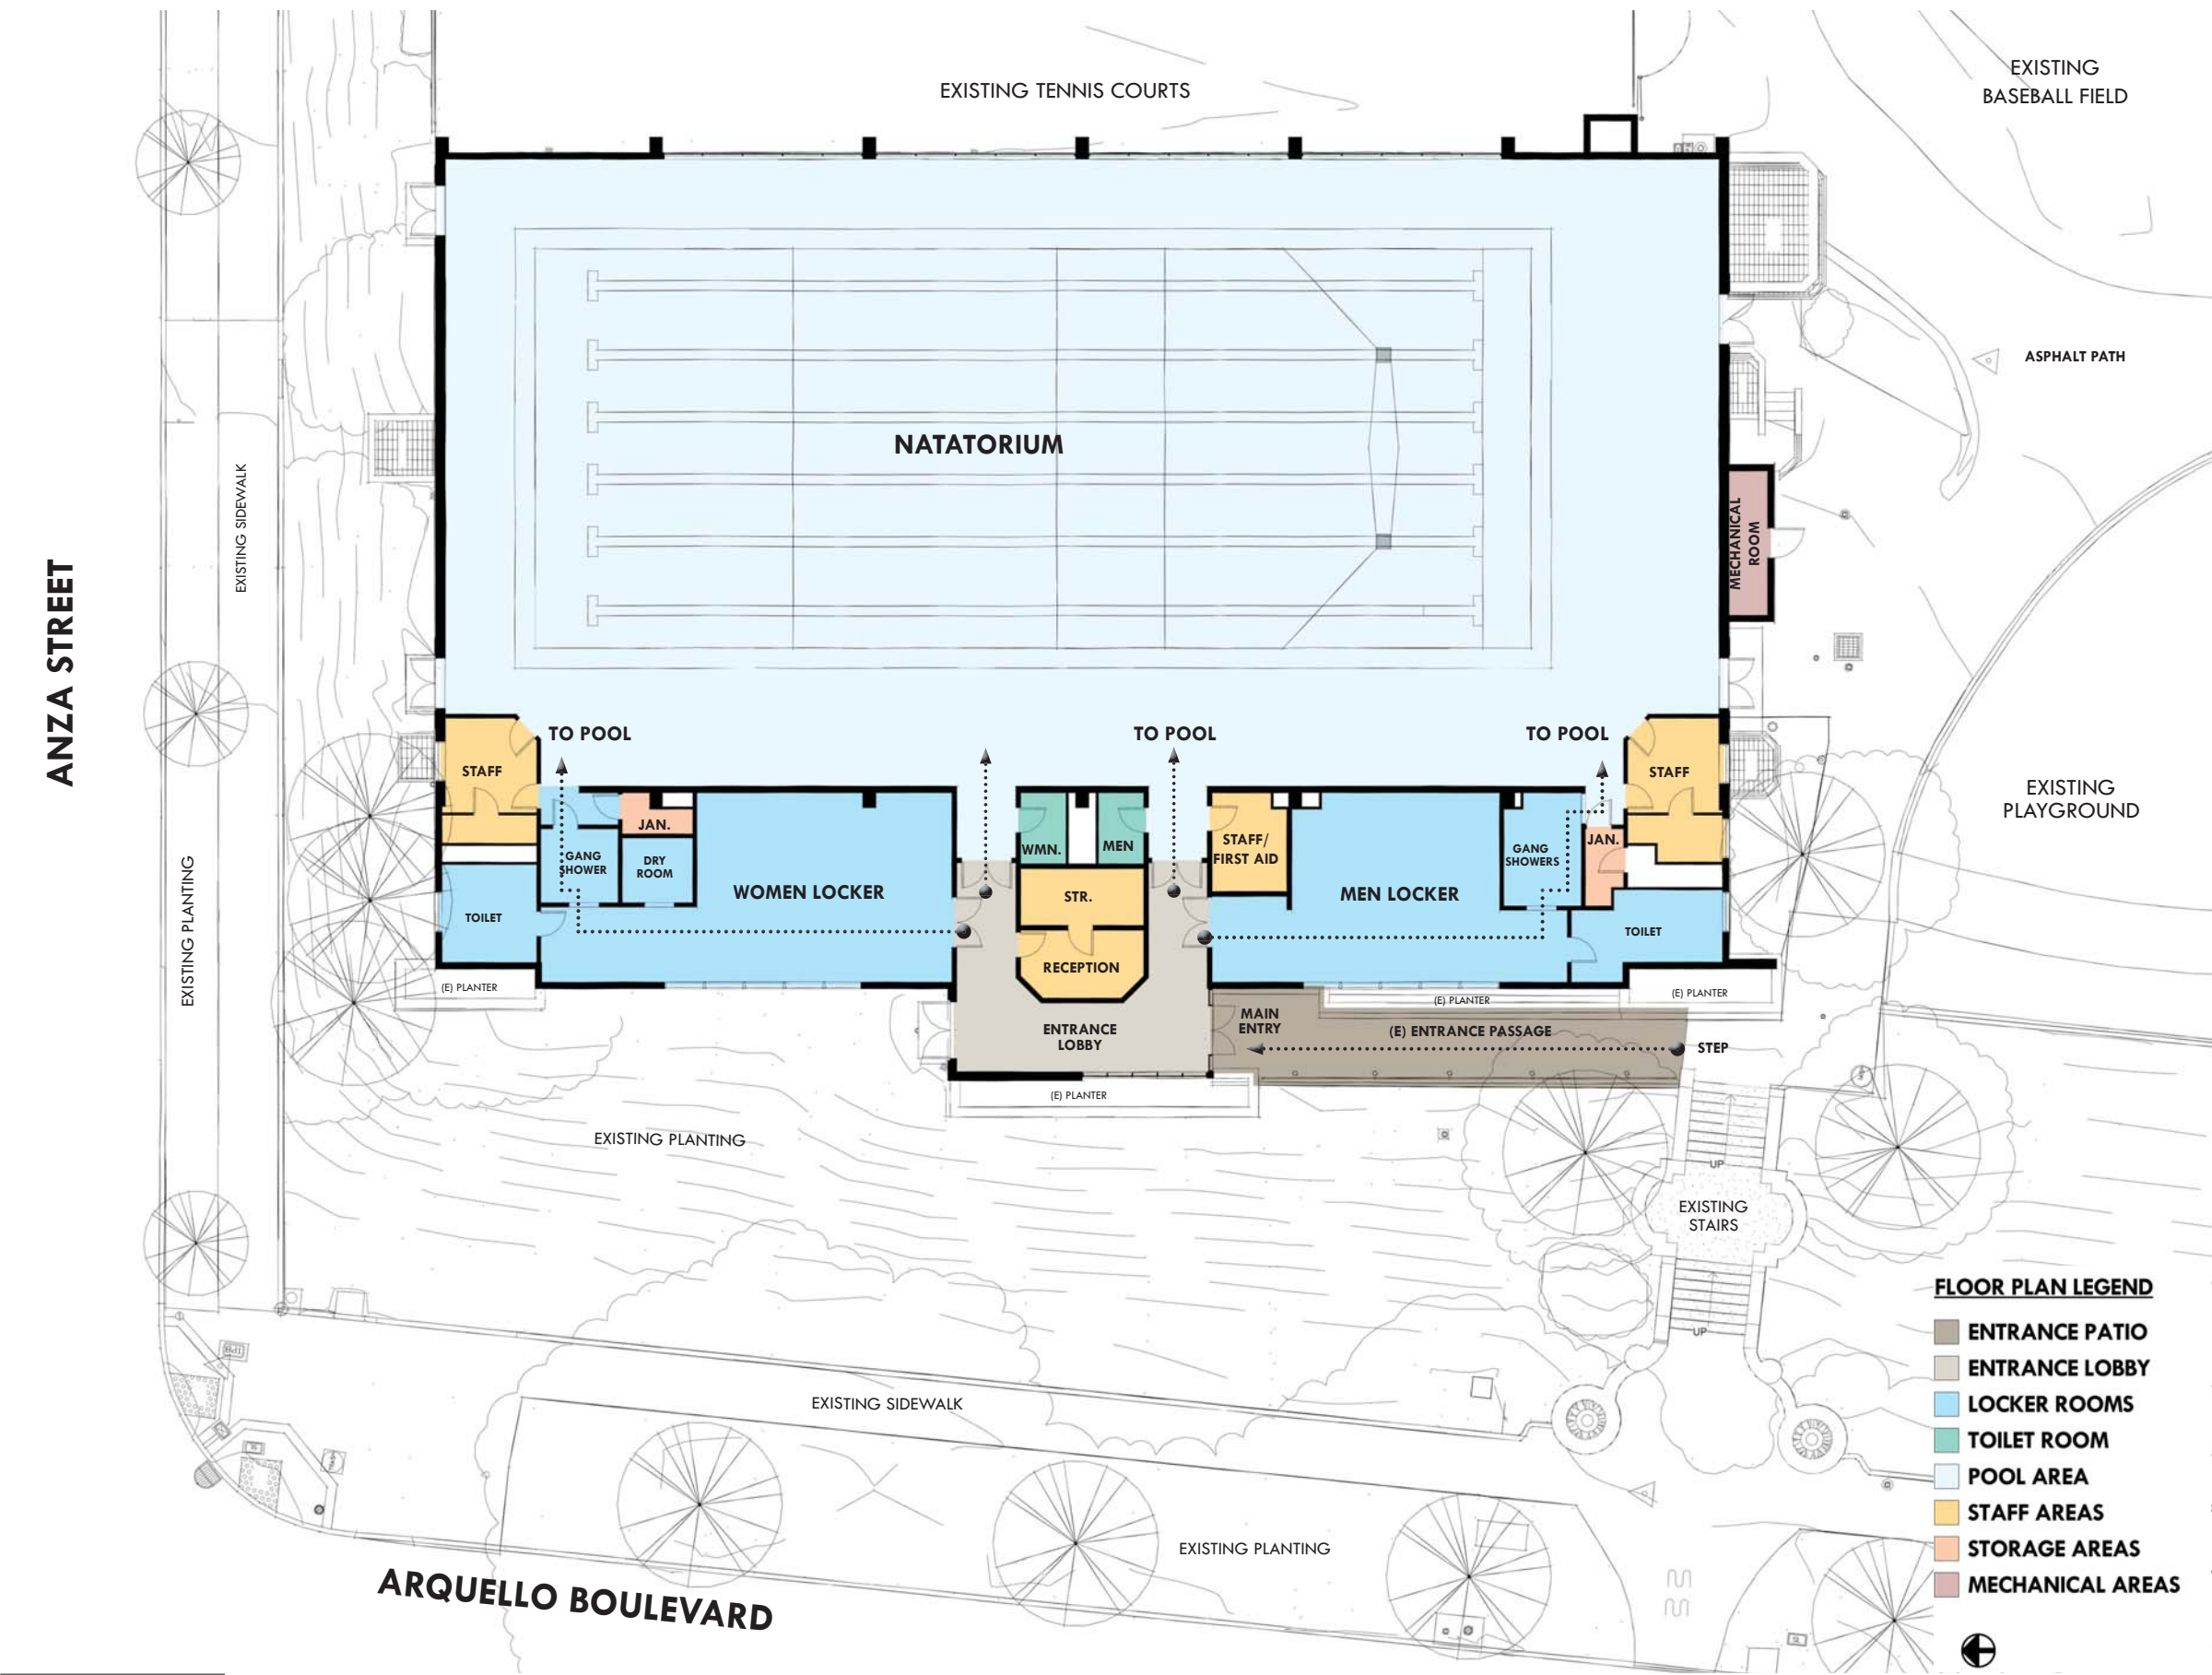 EXISTING TENNIS COURTS
EXISTING
BASEBALL FIELD
ASPHALT PATH
NATATORIUM
MECHANICAL
ROOM
EXISTING SIDEWALK
ANZA STREET
EXISTING PLANTING
TO POOL
TO POOL
TO POOL
STAFF
STAFF
EXISTING
PLAYGROUND
JAN.
GANG
SHOWER
DRY
ROOM
WOMEN LOCKER
TOILET
WMN.
MEN
STR.
RECEPTION
STAFF/
FIRST AID
MEN LOCKER
GANG
SHOWERS
JAN.
TOILET
(E) PLANTER
(E) PLANTER
(E) PLANTER
MAIN
ENTRY
(E) ENTRANCE PASSAGE
STEP
ENTRANCE
LOBBY
(E) PLANTER
EXISTING PLANTING
UP
EXISTING
STAIRS
UP
FLOOR PLAN LEGEND
ENTRANCE PATIO
ENTRANCE LOBBY
LOCKER ROOMS
TOILET ROOM
POOL AREA
STAFF AREAS
STORAGE AREAS
MECHANICAL AREAS
EXISTING SIDEWALK
EXISTING PLANTING
ARQUELLO BOULEVARD